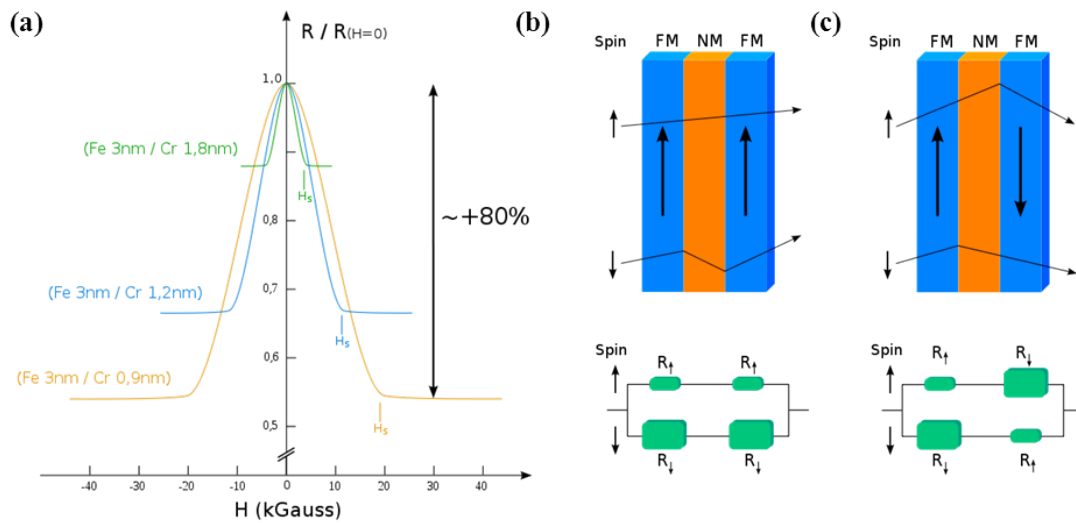 (a)
R / R(H=0)
1,0
(Fe 3nm / Cr 1,8nm)
Hs
0,8
~+80%
(Fe 3nm / Cr 1,2nm)
0,7
Hs
0,6
(Fe 3nm / Cr 0,9nm)
Hs
0,5
-40 -30 -20 -10 0 10 20 30 40
H (kGauss)
(b)
Spin FM NM FM
Spin
R↑ R↑
R↓ R↓
(c)
Spin FM NM FM
Spin
R↑ R↓
R↓ R↑